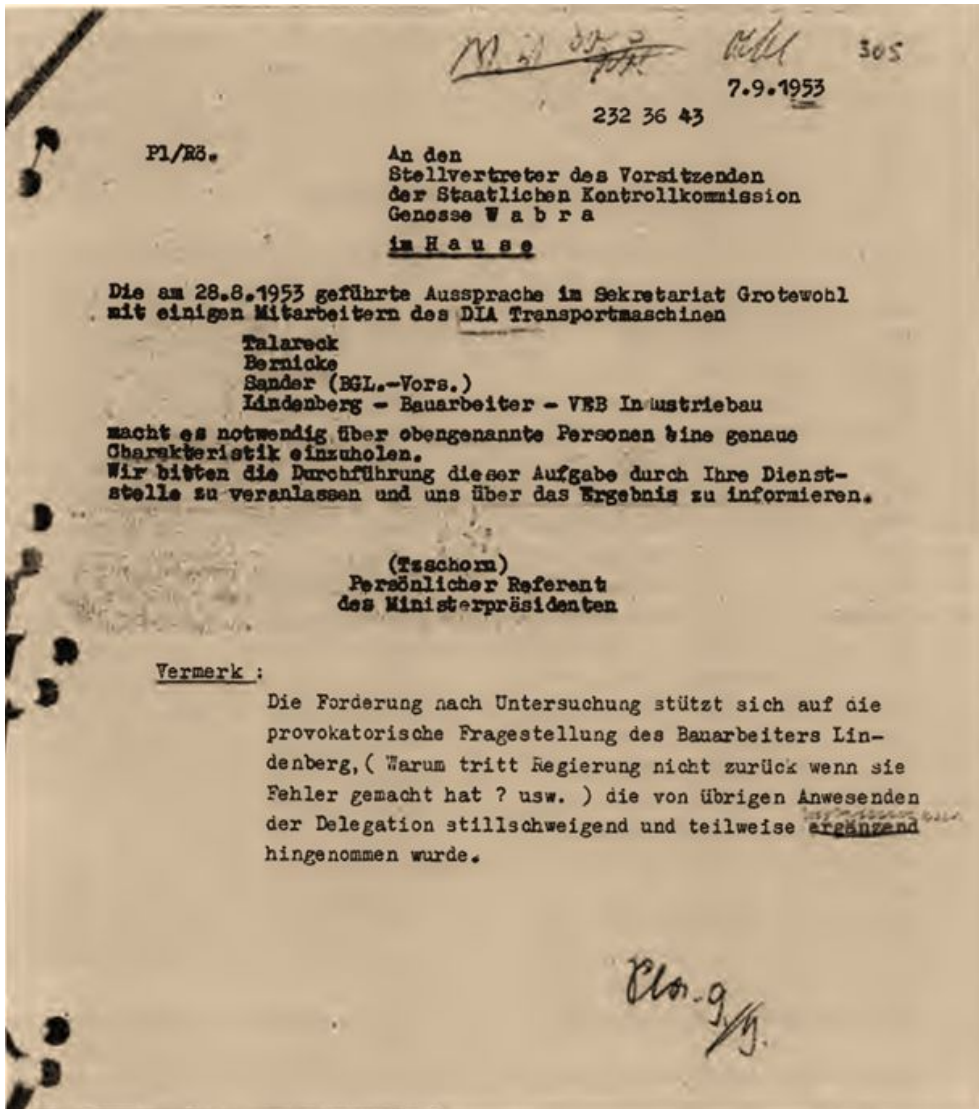 305
7.9.1953
232 36 43
Pl/Rö.
An den
Stellvertreter des Vorsitzenden
der Staatlichen Kontrollkommission
Genosse W a b r a
im H a u s e
Die am 28.8.1953 geführte Aussprache im Sekretariat Grotewohl
mit einigen Mitarbeitern des DIA Transportmaschinen
Talareck
Bernicke
Sander (BGL.-Vors.)
Lindenberg - Bauarbeiter - VEB Industriebau
macht es notwendig über obengenannte Personen eine genaue
Charakteristik einzuholen.
Wir bitten die Durchführung dieser Aufgabe durch Ihre Dienst-
stelle zu veranlassen und uns über das Ergebnis zu informieren.
(Tzschorn)
Persönlicher Referent
des Ministerpräsidenten
Vermerk :
Die Forderung nach Untersuchung stützt sich auf die
provokatorische Fragestellung des Bauarbeiters Lin-
denberg, ( Warum tritt Regierung nicht zurück wenn sie
Fehler gemacht hat ? usw. ) die von übrigen Anwesenden
der Delegation stillschweigend und teilweise ergänzend
hingenommen wurde.